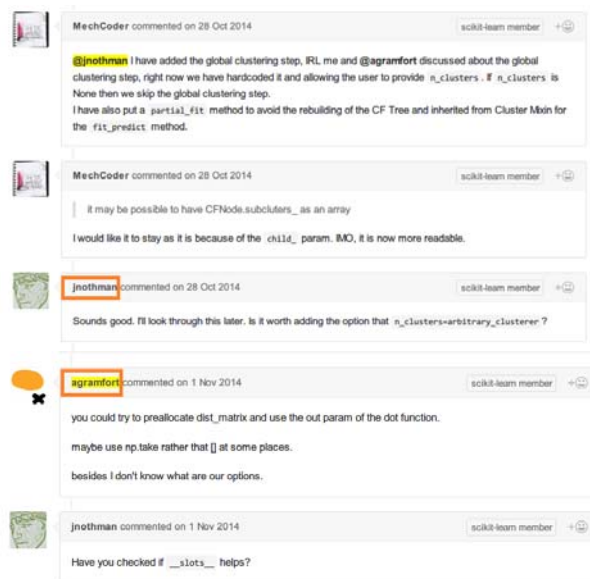 MechCoder commented on 28 Oct 2014
scikit-learn member
@jnothman I have added the global clustering step, IRL me and @agramfort discussed about the global
clustering step, right now we have hardcoded it and allowing the user to provide n_clusters. If n_clusters is
None then we skip the global clustering step.
I have also put a partial_fit method to avoid the rebuilding of the CF Tree and inherited from Cluster Mixin for
the fit_predict method.
MechCoder commented on 28 Oct 2014
scikit-learn member
it may be possible to have CFNode.subcluters_ as an array
I would like it to stay as it is because of the child_ param. IMO, it is now more readable.
jnothman commented on 28 Oct 2014
scikit-learn member
Sounds good. I'll look through this later. Is it worth adding the option that n_clusters=arbitrary_clusterer ?
agramfort commented on 1 Nov 2014
scikit-learn member
you could try to preallocate dist_matrix and use the out param of the dot function.
maybe use np.take rather that [] at some places.
besides I don't know what are our options.
jnothman commented on 1 Nov 2014
scikit-learn member
Have you checked if __slots__ helps?